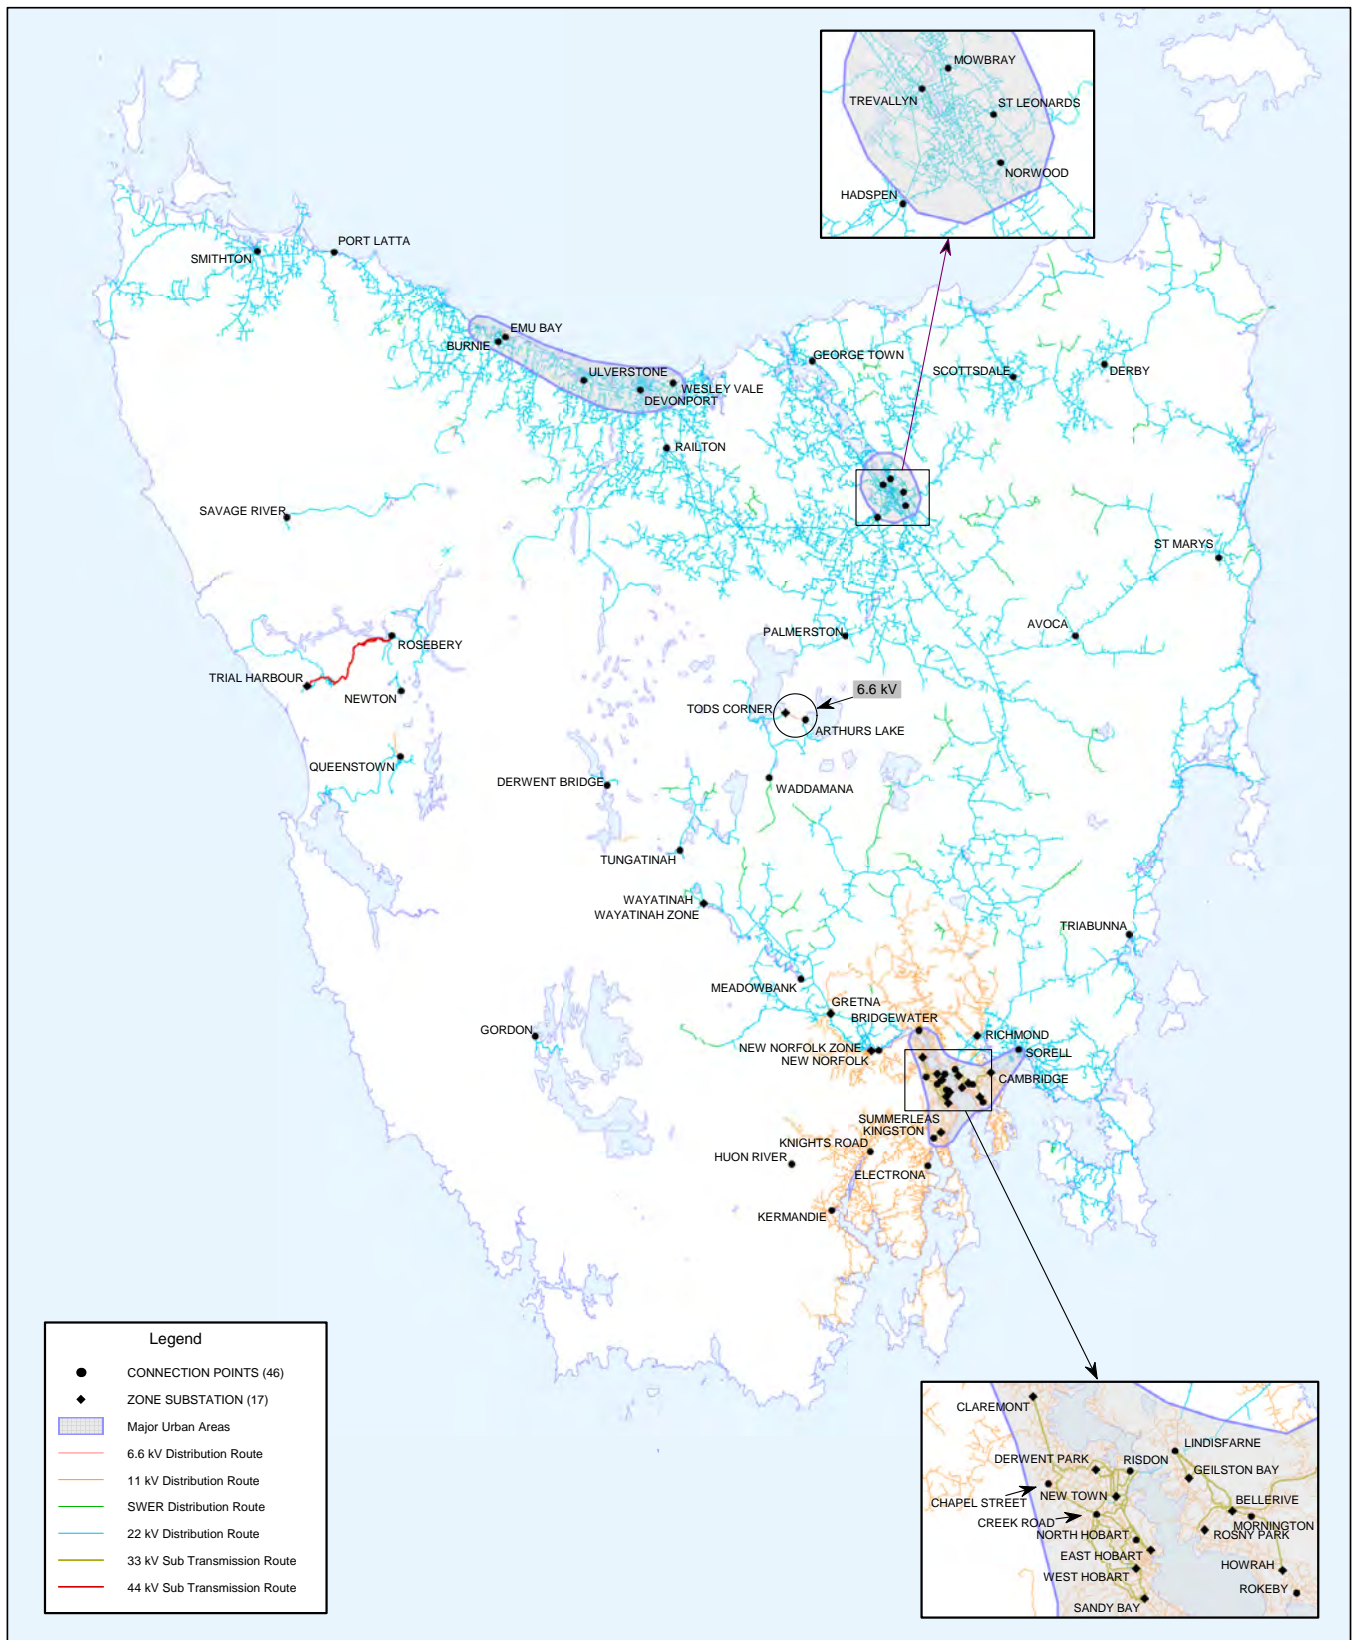 MOWBRAY
TREVALLYN
ST LEONARDS
NORWOOD
HADSPEN
PORT LATTA
SMITHTON
EMU BAY
BURNIE
GEORGE TOWN
ULVERSTONE
WESLEY VALE
DEVONPORT
SCOTTSDALE
DERBY
RAILTON
SAVAGE RIVER
ST MARYS
PALMERSTON
AVOCA
ROSEBERY
TRIAL HARBOUR
NEWTON
6.6 kV
TODS CORNER
ARTHURS LAKE
QUEENSTOWN
DERWENT BRIDGE
WADDAMANA
TUNGATINAH
WAYATINAH
WAYATINAH ZONE
TRIABUNNA
MEADOWBANK
GRETNA
BRIDGEWATER
GORDON
RICHMOND
NEW NORFOLK ZONE
NEW NORFOLK
SORELL
CAMBRIDGE
SUMMERLEAS
KINGSTON
KNIGHTS ROAD
HUON RIVER
ELECTRONA
KERMANDIE
Legend
CONNECTION POINTS (46)
ZONE SUBSTATION (17)
Major Urban Areas
6.6 kV Distribution Route
11 kV Distribution Route
SWER Distribution Route
22 kV Distribution Route
33 kV Sub Transmission Route
44 kV Sub Transmission Route
CLAREMONT
LINDISFARNE
DERWENT PARK
RISDON
GEILSTON BAY
CHAPEL STREET
NEW TOWN
BELLERIVE
CREEK ROAD
MORNINGTON
NORTH HOBART
ROSNY PARK
EAST HOBART
HOWRAH
WEST HOBART
ROKEBY
SANDY BAY